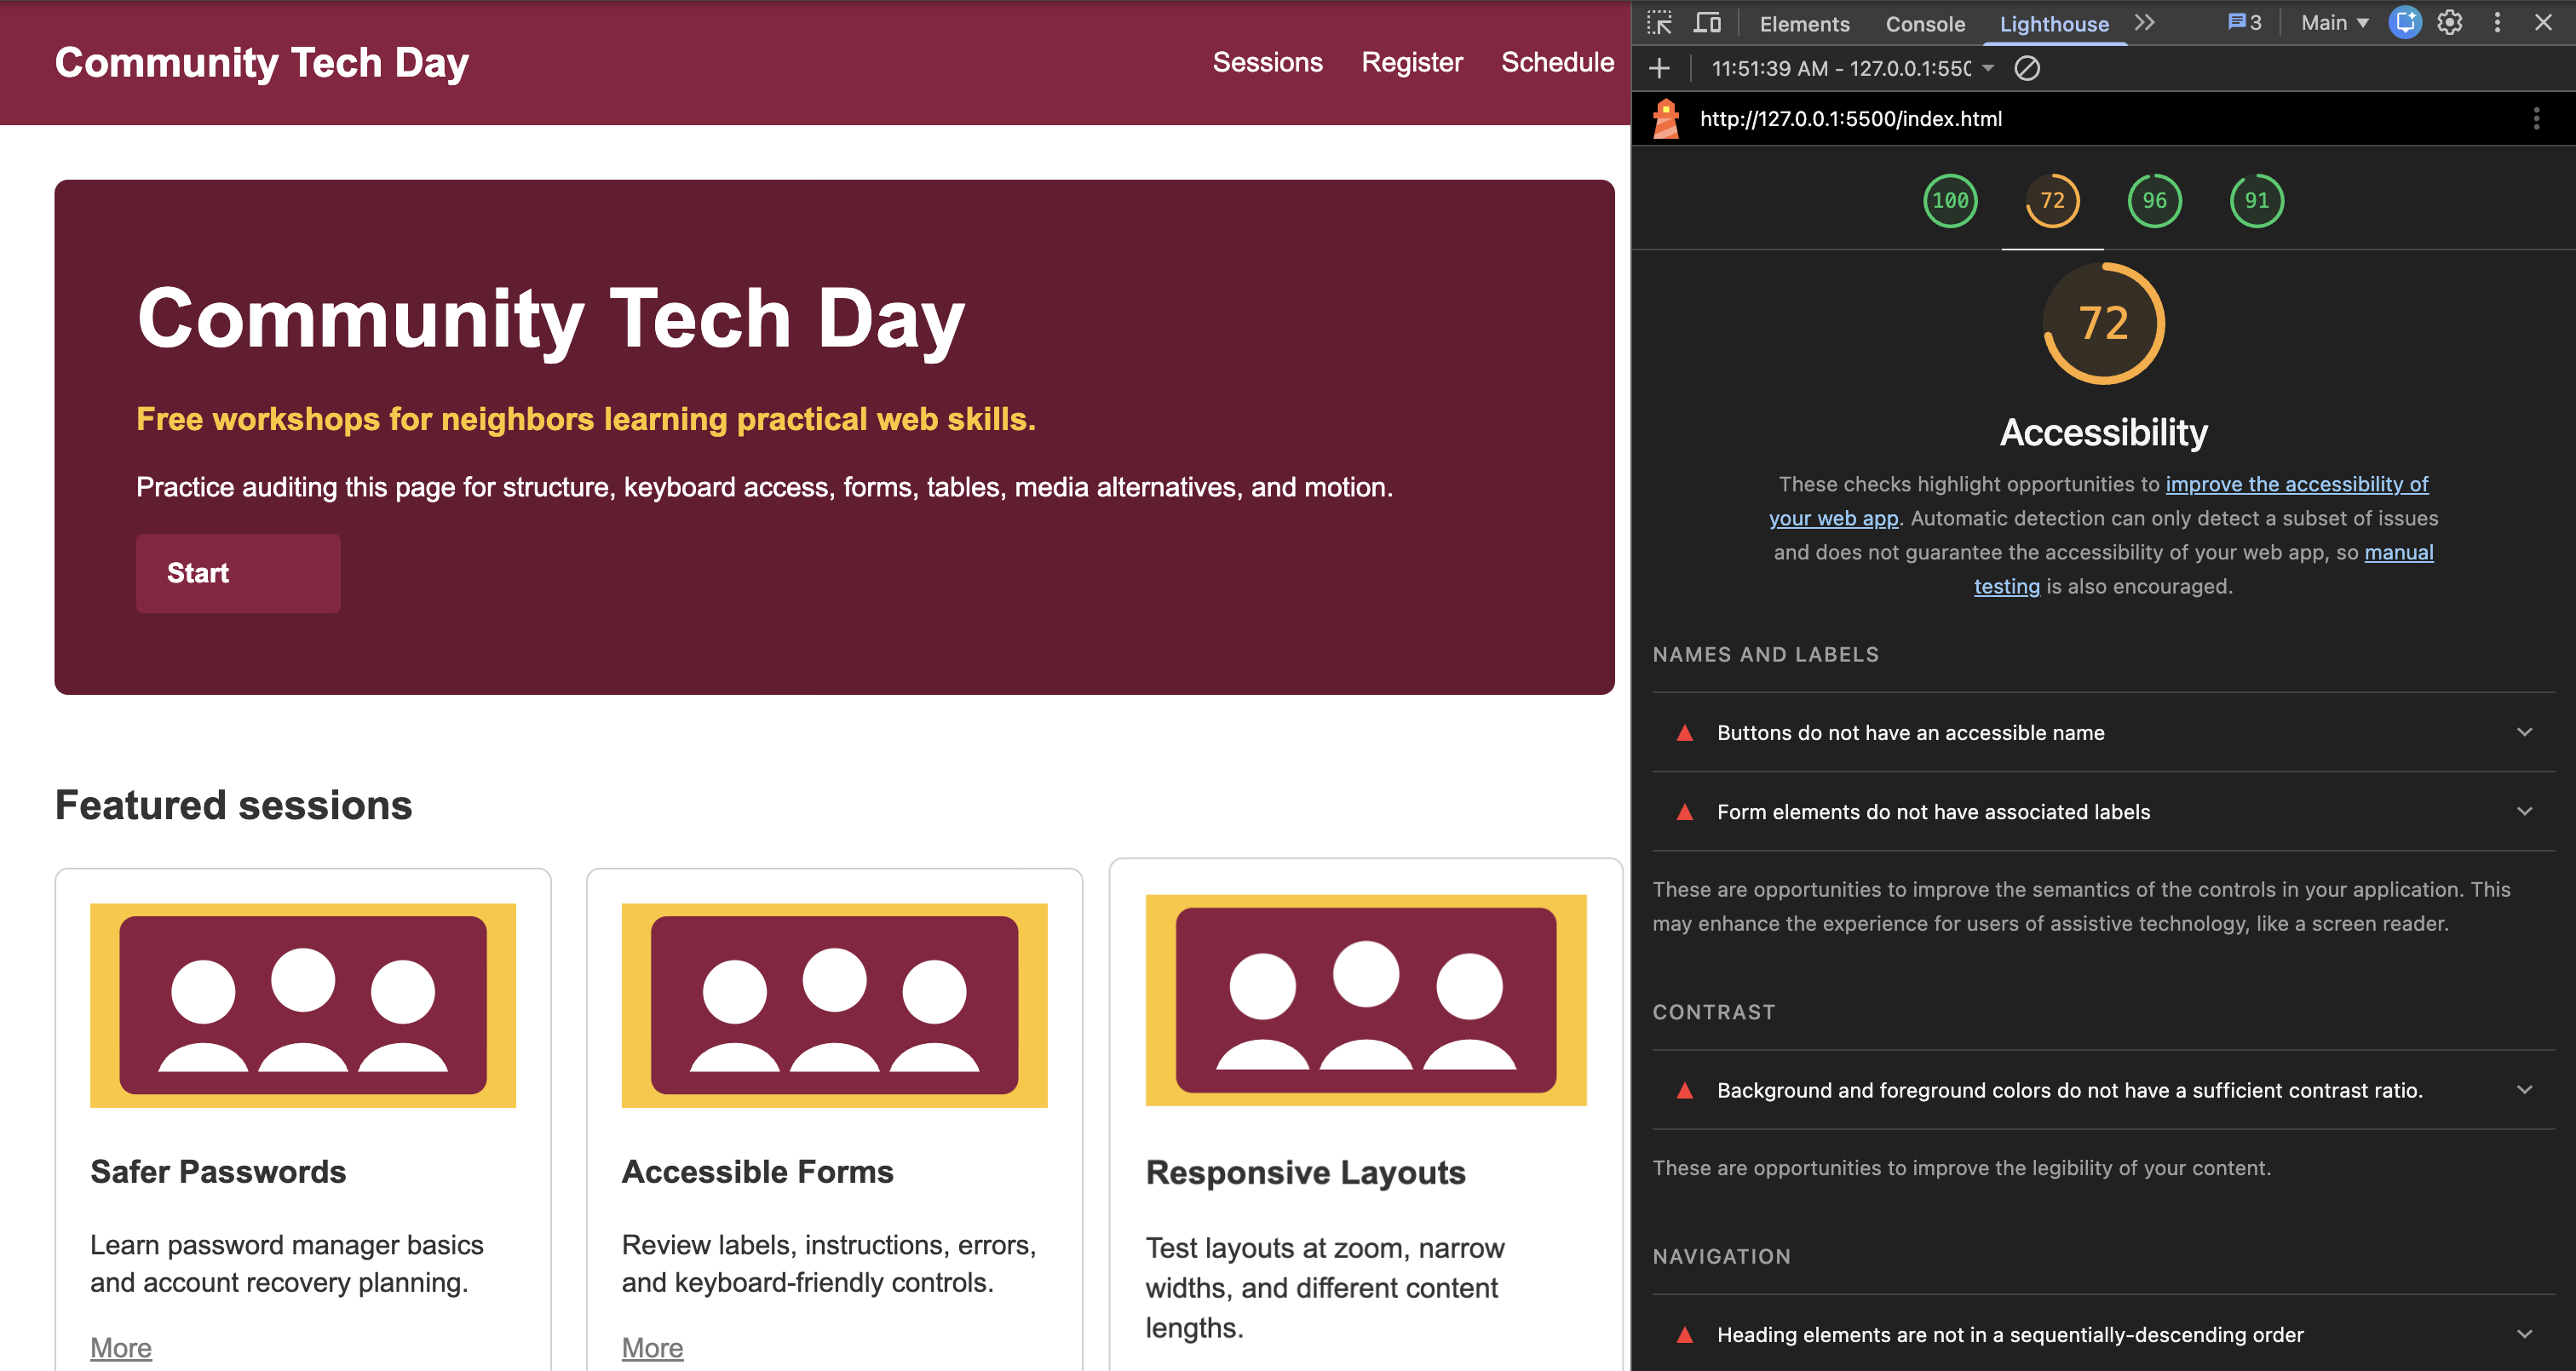 Community Tech Day
Sessions Register Schedule
Community Tech Day
Free workshops for neighbors learning practical web skills.
Practice auditing this page for structure, keyboard access, forms, tables, media alternatives, and motion.
Start
Featured sessions
Safer Passwords
Learn password manager basics
and account recovery planning.
More
Accessible Forms
Review labels, instructions, errors,
and keyboard-friendly controls.
More
Responsive Layouts
Test layouts at zoom, narrow
widths, and different content
lengths.
Elements Console Lighthouse 3 Main
11:51:39 AM - 127.0.0.1:550
http://127.0.0.1:5500/index.html
100 72 96 91
72
Accessibility
These checks highlight opportunities to improve the accessibility of
your web app. Automatic detection can only detect a subset of issues
and does not guarantee the accessibility of your web app, so manual
testing is also encouraged.
NAMES AND LABELS
Buttons do not have an accessible name
Form elements do not have associated labels
These are opportunities to improve the semantics of the controls in your application. This
may enhance the experience for users of assistive technology, like a screen reader.
CONTRAST
Background and foreground colors do not have a sufficient contrast ratio.
These are opportunities to improve the legibility of your content.
NAVIGATION
Heading elements are not in a sequentially-descending order